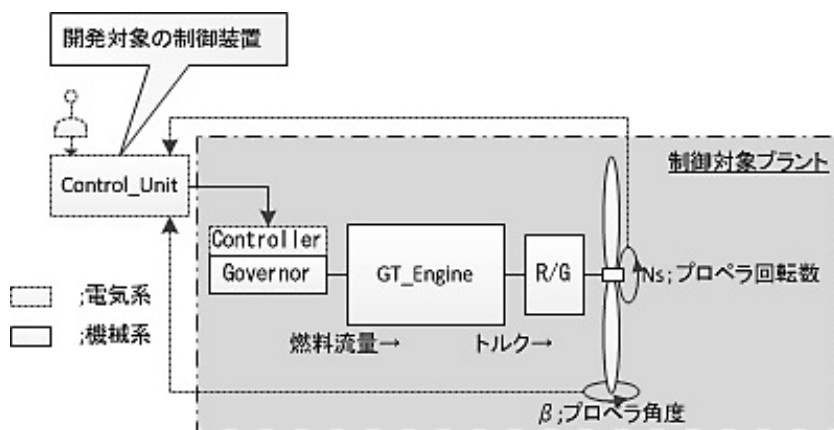 開発対象の制御装置
制御対象プラント
Control_Unit
Controller
Governor
GT_Engine
R/G
Ns;プロペラ回転数
;電気系
;機械系
燃料流量→
トルク→
β;プロペラ角度